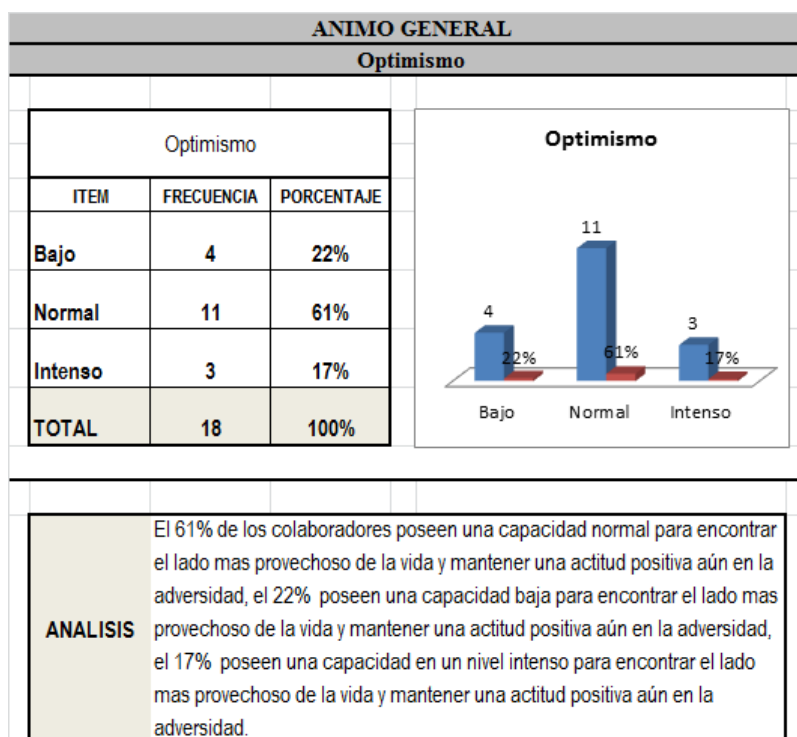 ANIMO GENERAL
Optimismo
Optimismo
ITEM FRECUENCIA PORCENTAJE
Bajo 4 22%
Normal 11 61%
Intenso 3 17%
TOTAL 18 100%
Optimismo
11
4
3
22% 61% 17%
Bajo Normal Intenso
ANALISIS
El 61% de los colaboradores poseen una capacidad normal para encontrar
el lado mas provechoso de la vida y mantener una actitud positiva aún en la
adversidad, el 22% poseen una capacidad baja para encontrar el lado mas
provechoso de la vida y mantener una actitud positiva aún en la adversidad,
el 17% poseen una capacidad en un nivel intenso para encontrar el lado
mas provechoso de la vida y mantener una actitud positiva aún en la
adversidad.